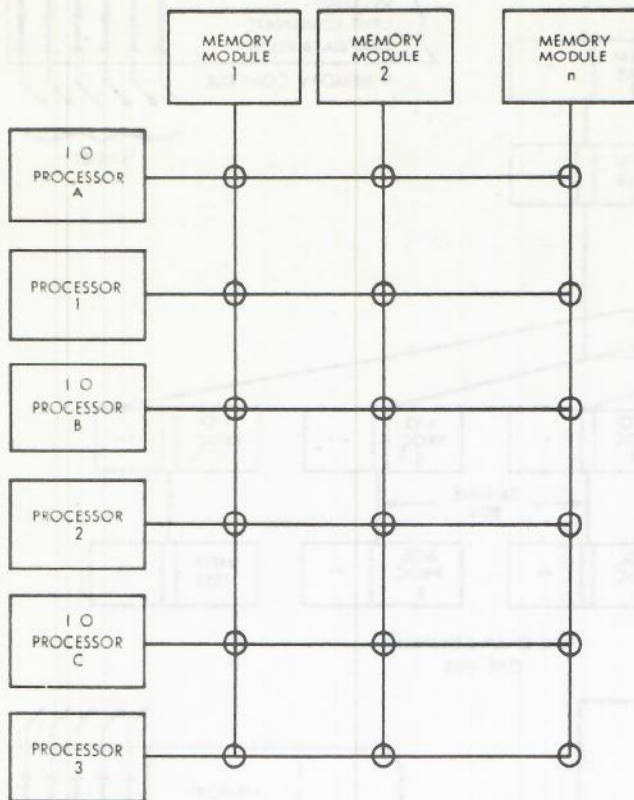 MEMORY
MODULE
1
MEMORY
MODULE
2
MEMORY
MODULE
n
I O
PROCESSOR
A
PROCESSOR
1
I O
PROCESSOR
B
PROCESSOR
2
I O
PROCESSOR
C
PROCESSOR
3